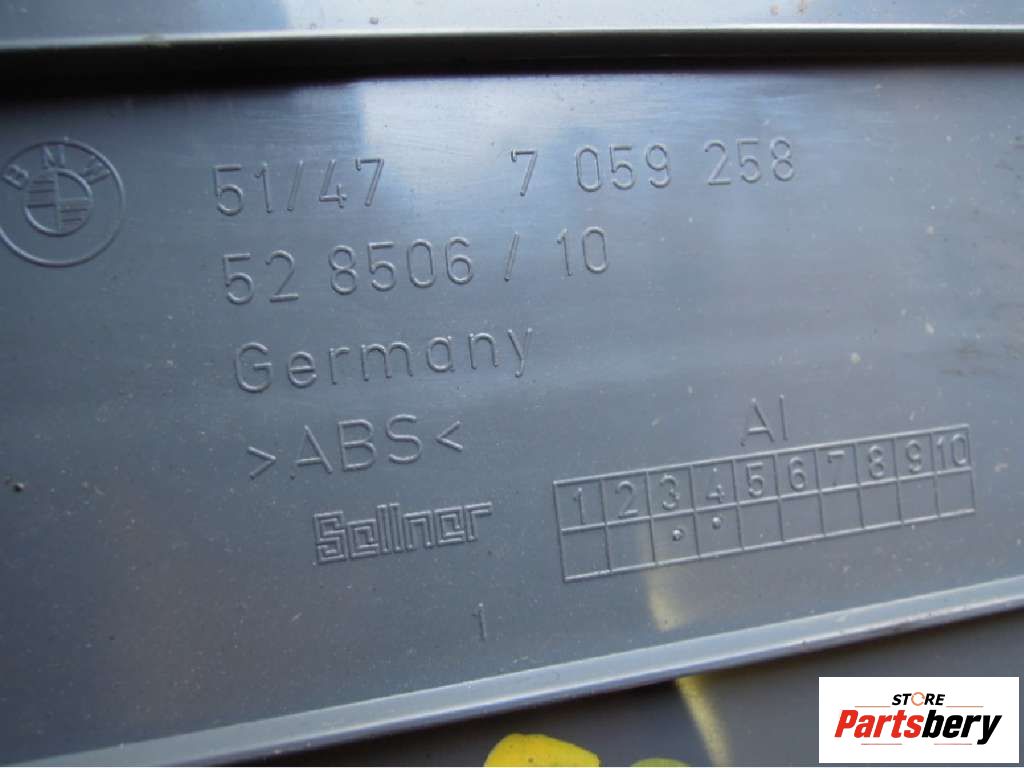 BMW
51/47 7 059 258
52 8506 / 10
Germany
>ABS<
AI
1 2 3 4 5 6 7 8 9 10
Sellner
1
STORE
Partsbery